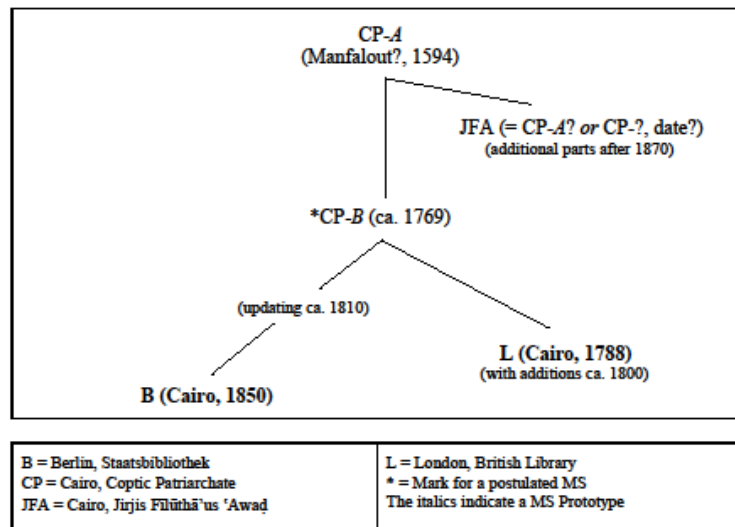 CP-A
(Manfalout?, 1594)
JFA (= CP-A? or CP-?, date?)
(additional parts after 1870)
*CP-B (ca. 1769)
(updating ca. 1810)
L (Cairo, 1788)
(with additions ca. 1800)
B (Cairo, 1850)
B = Berlin, Staatsbibliothek
CP = Cairo, Coptic Patriarchate
JFA = Cairo, Jirjis Fīlūthā’us ‘Awaḍ
L = London, British Library
* = Mark for a postulated MS
The italics indicate a MS Prototype